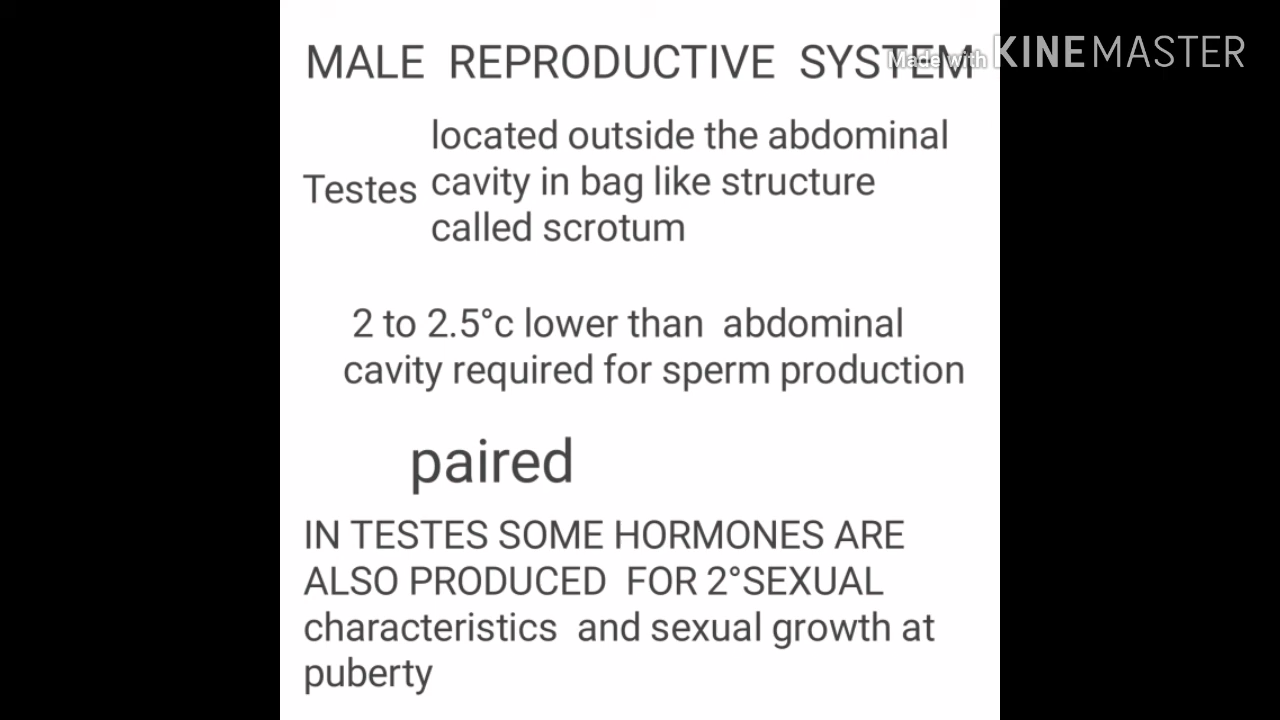 MALE REPRODUCTIVE SYSTEM
Made with KINEMASTER
located outside the abdominal
Testes cavity in bag like structure
called scrotum
2 to 2.5°c lower than abdominal
cavity required for sperm production
paired
IN TESTES SOME HORMONES ARE
ALSO PRODUCED FOR 2°SEXUAL
characteristics and sexual growth at
puberty